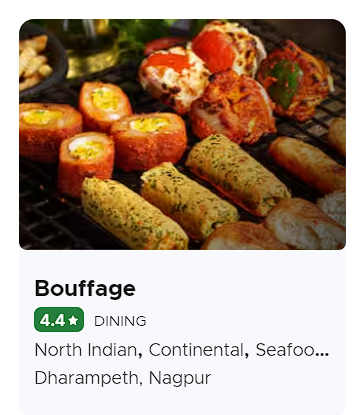 Bouffage
4.4★ DINING
North Indian, Continental, Seafoo...
Dharampeth, Nagpur